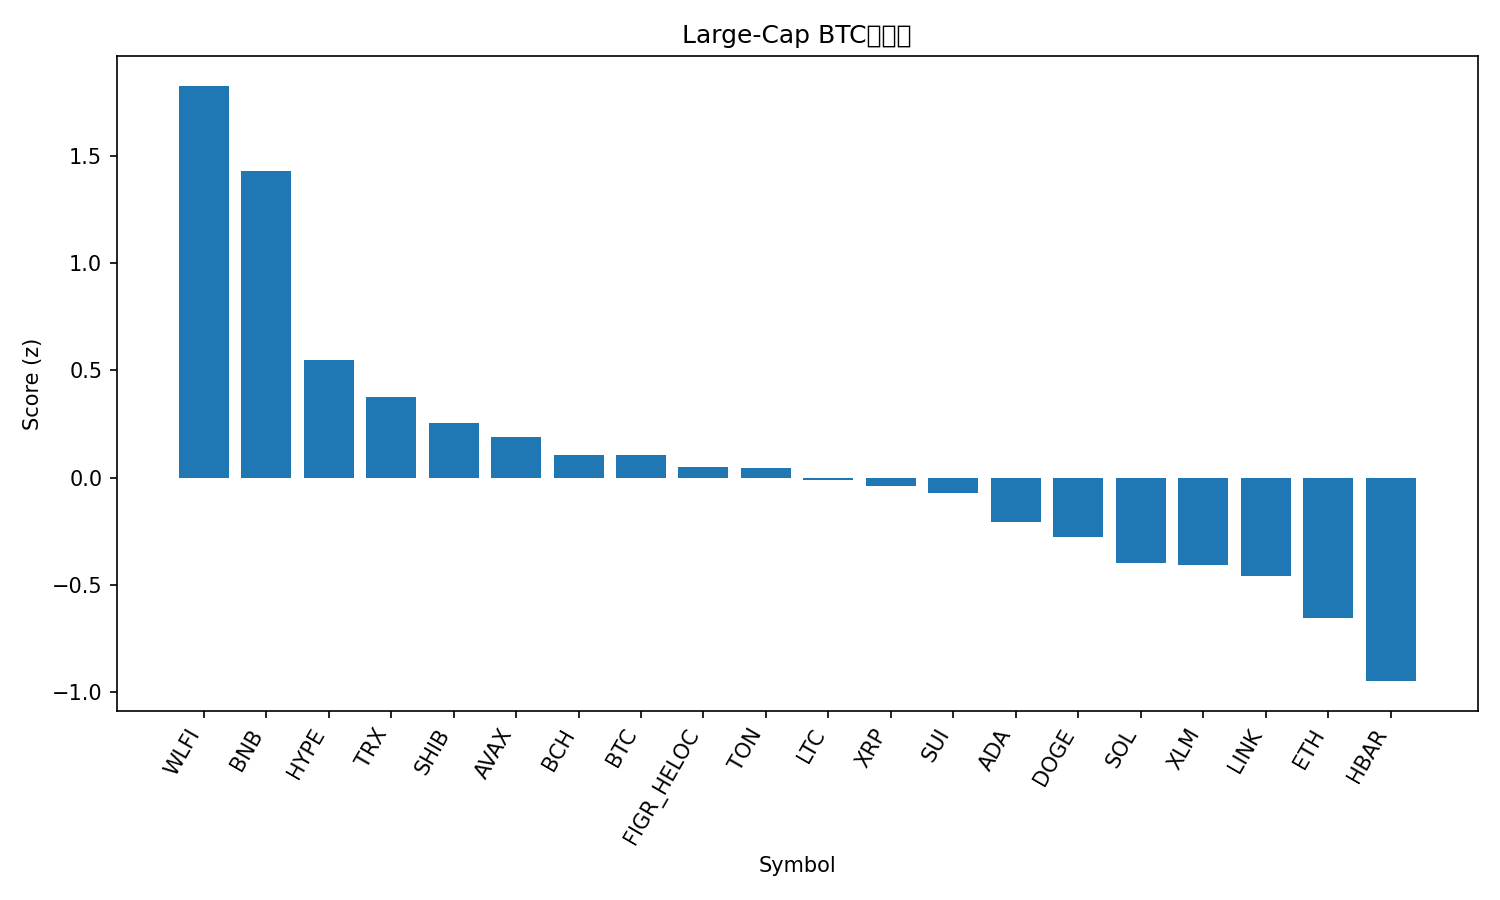 Large-Cap BTC
Score (z)
1.5
1.0
0.5
0.0
−0.5
−1.0
WLFI
BNB
HYPE
TRX
SHIB
AVAX
BCH
BTC
FIGR_HELOC
TON
LTC
XRP
SUI
ADA
DOGE
SOL
XLM
LINK
ETH
HBAR
Symbol